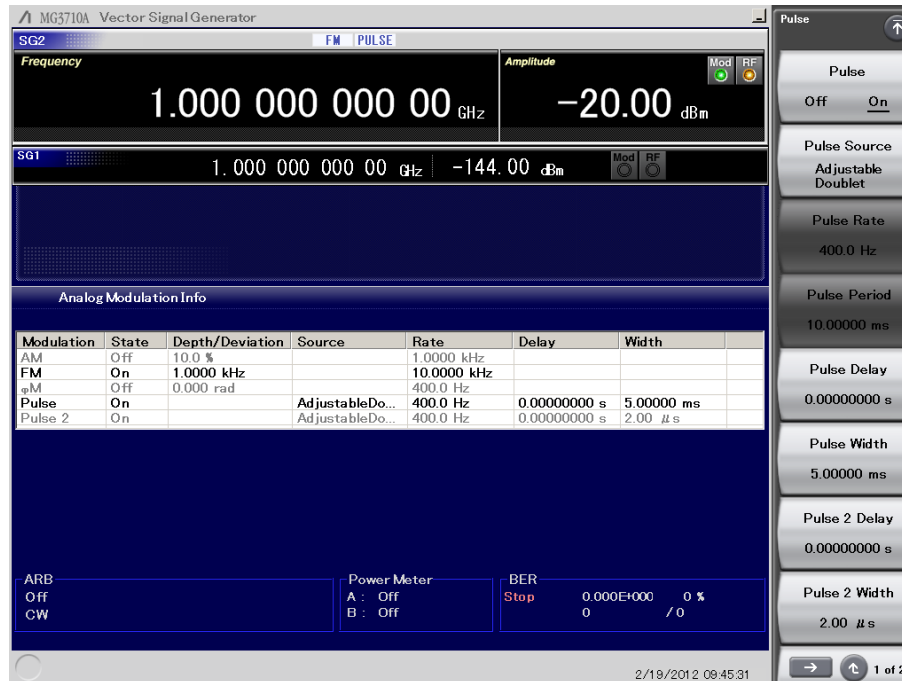 MG3710A Vector Signal Generator
SG2 FM PULSE
Frequency
1.000 000 000 00 GHz
Amplitude
Mod RF
-20.00 dBm
SG1
1. 000 000 000 00 GHz -144. 00 dBm
Mod RF
Analog Modulation Info
Modulation State Depth/Deviation Source Rate Delay Width
AM Off 10.0 % 1.0000 kHz
FM On 1.0000 kHz 10.0000 kHz
φM Off 0.000 rad 400.0 Hz
Pulse On AdjustableDo... 400.0 Hz 0.00000000 s 5.00000 ms
Pulse 2 On AdjustableDo... 400.0 Hz 0.00000000 s 2.00 μs
ARB
Off
CW
Power Meter
A : Off
B : Off
BER
Stop 0.000E+000 0 %
0 / 0
2/19/2012 09:45:31
Pulse
Pulse
Off On
Pulse Source
Adjustable
Doublet
Pulse Rate
400.0 Hz
Pulse Period
10.00000 ms
Pulse Delay
0.00000000 s
Pulse Width
5.00000 ms
Pulse 2 Delay
0.00000000 s
Pulse 2 Width
2.00 μs
1 of 2